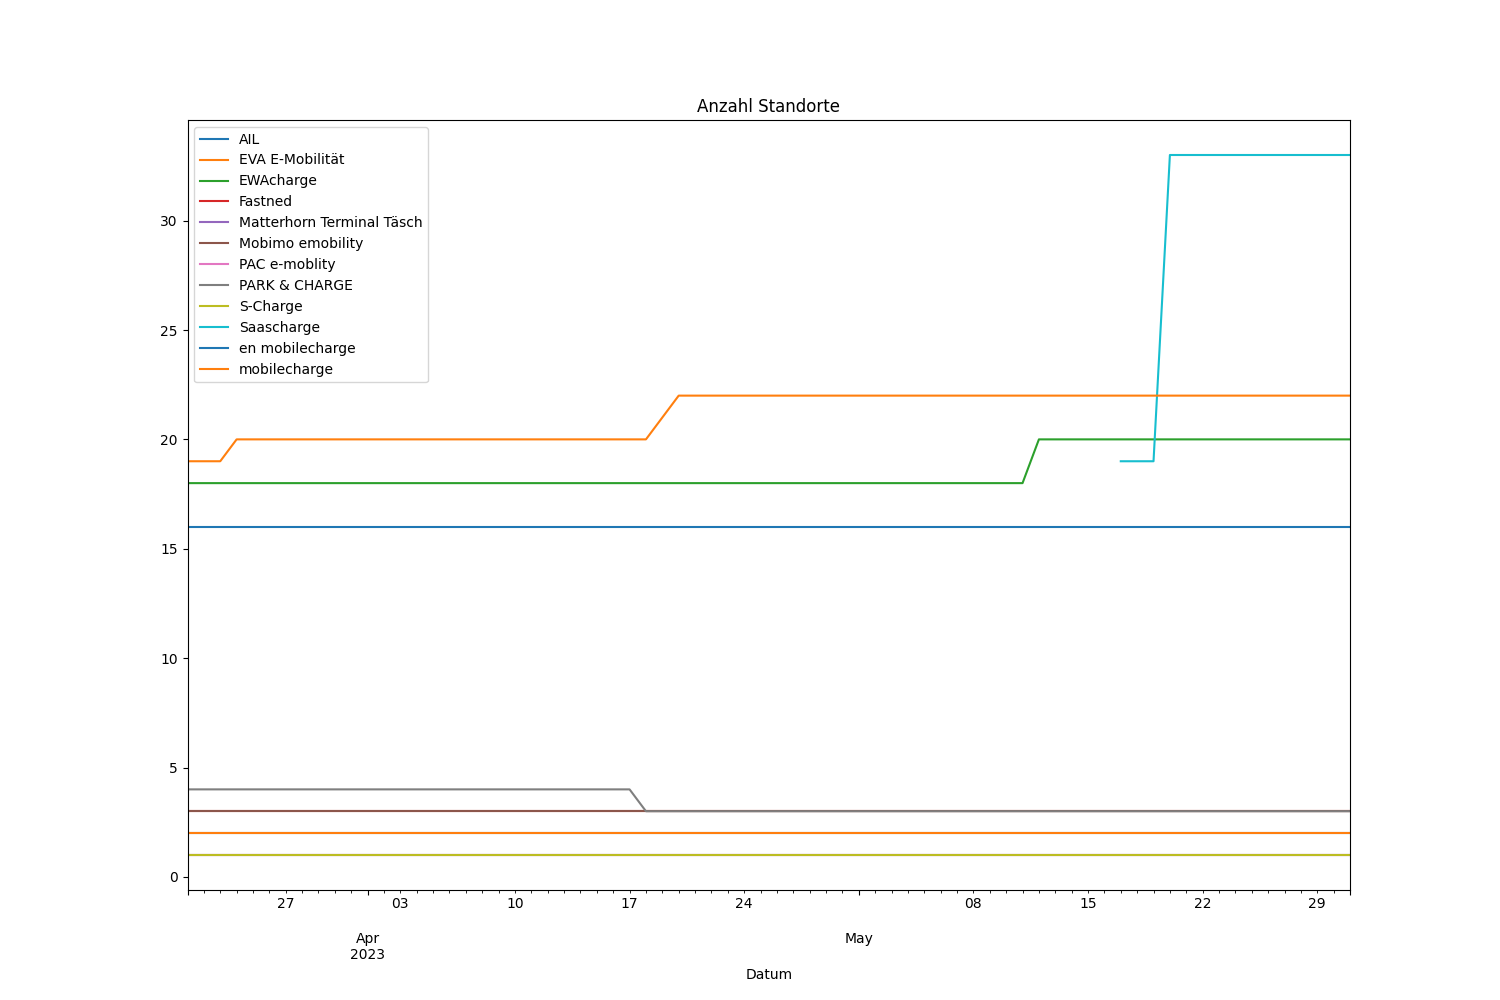 Anzahl Standorte
AIL
EVA E-Mobilität
EWAcharge
Fastned
Matterhorn Terminal Täsch
Mobimo emobility
PAC e-moblity
PARK & CHARGE
S-Charge
Saascharge
en mobilecharge
mobilecharge
30
25
20
15
10
5
0
27 03 10 17 24 08 15 22 29
Apr May
2023
Datum